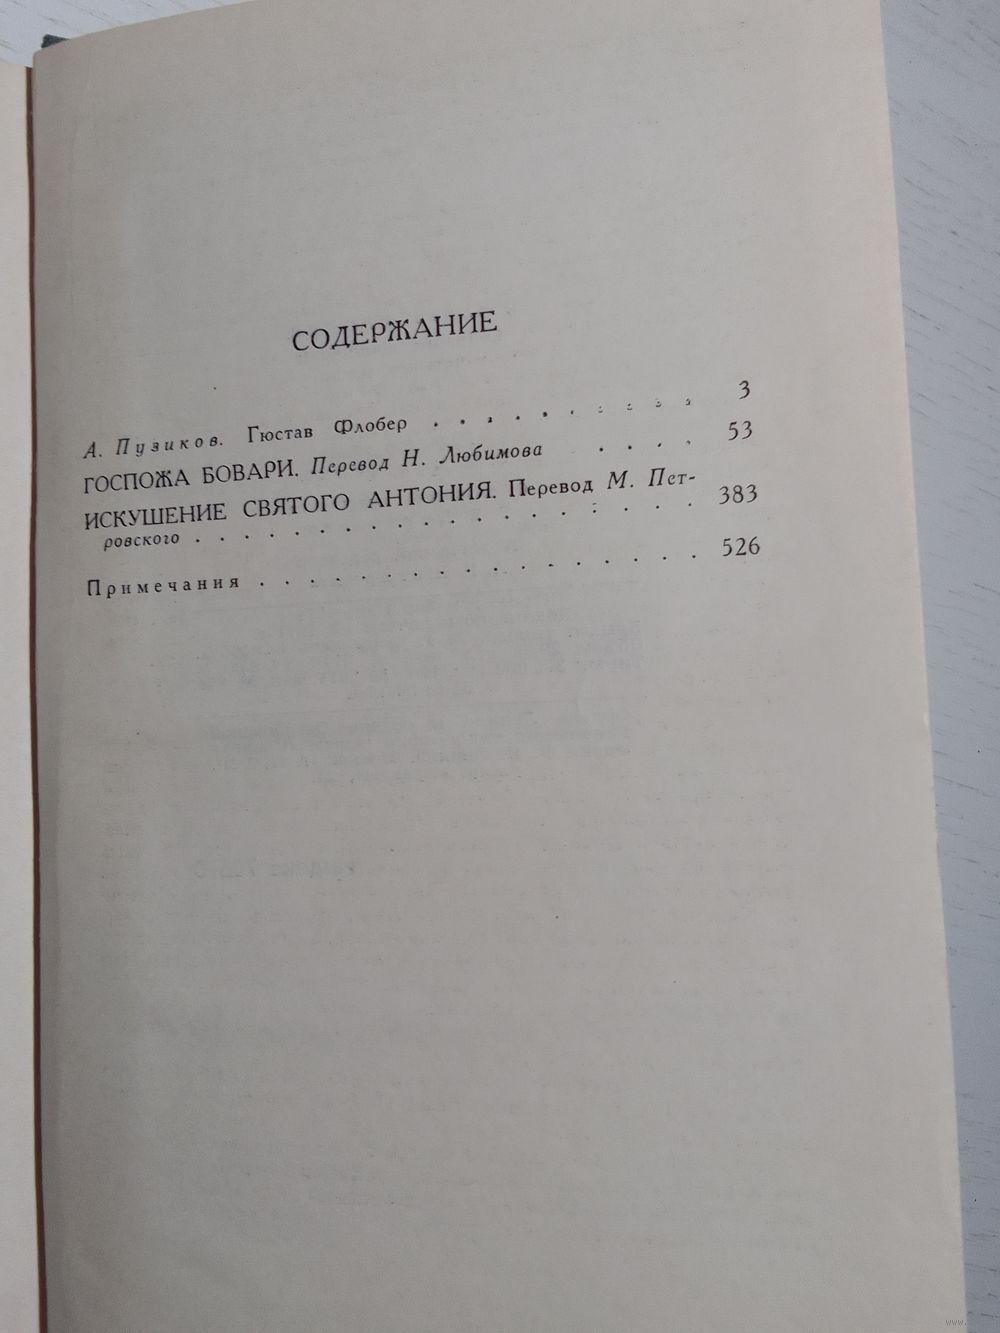 СОДЕРЖАНИЕ
А. Пузиков. Гюстав Флобер . . . . . . . . . . 3
ГОСПОЖА БОВАРИ. Перевод Н. Любимова . . . . 53
ИСКУШЕНИЕ СВЯТОГО АНТОНИЯ. Перевод М. Пет-
ровского . . . . . . . . . . . . . . . . . . . . . 383
Примечания . . . . . . . . . . . . . . . . 526
www.